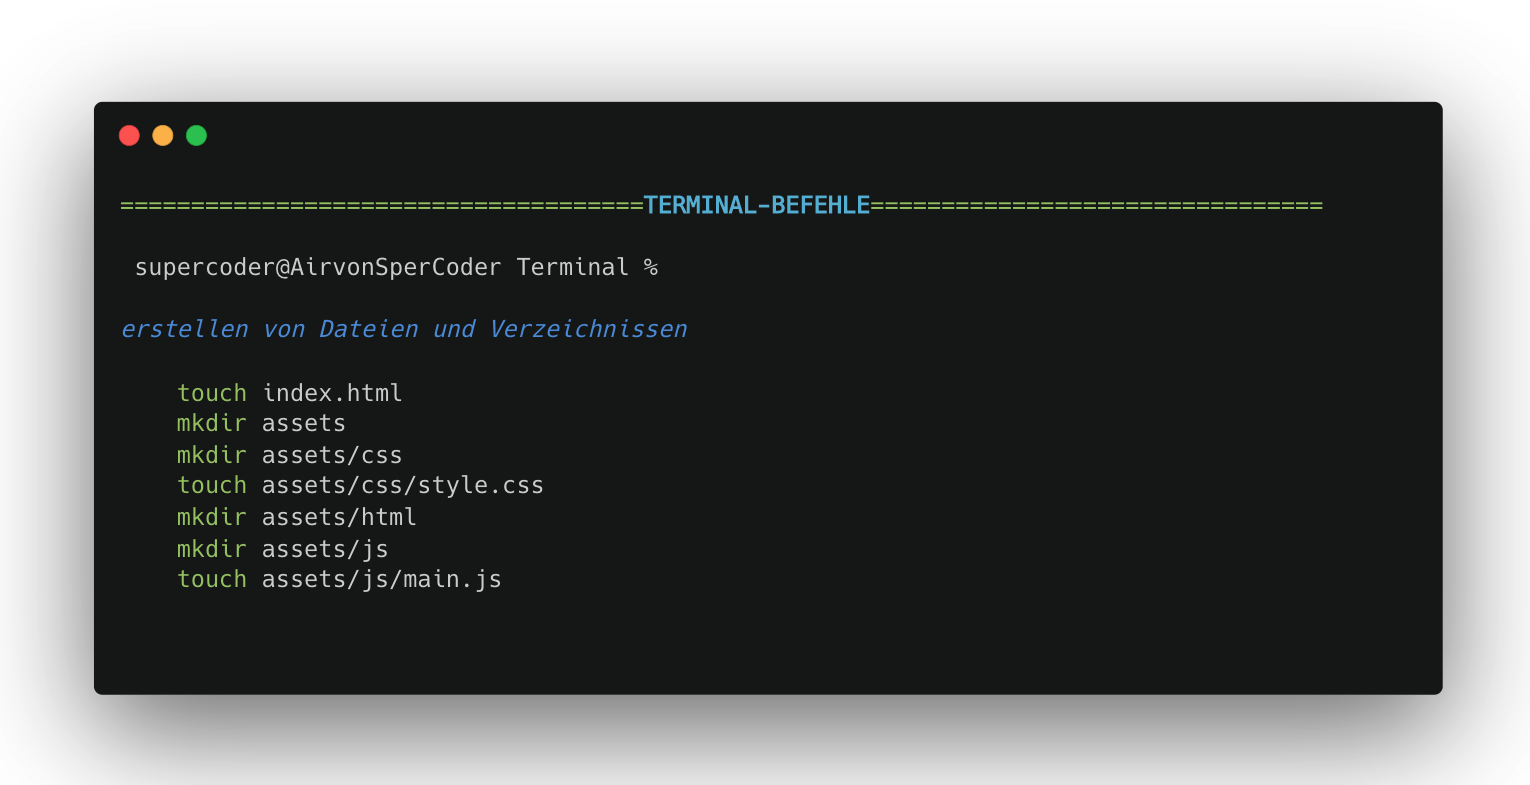 =====================================TERMINAL-BEFEHLE================================
supercoder@AirvonSperCoder Terminal %
erstellen von Dateien und Verzeichnissen
touch index.html
mkdir assets
mkdir assets/css
touch assets/css/style.css
mkdir assets/html
mkdir assets/js
touch assets/js/main.js